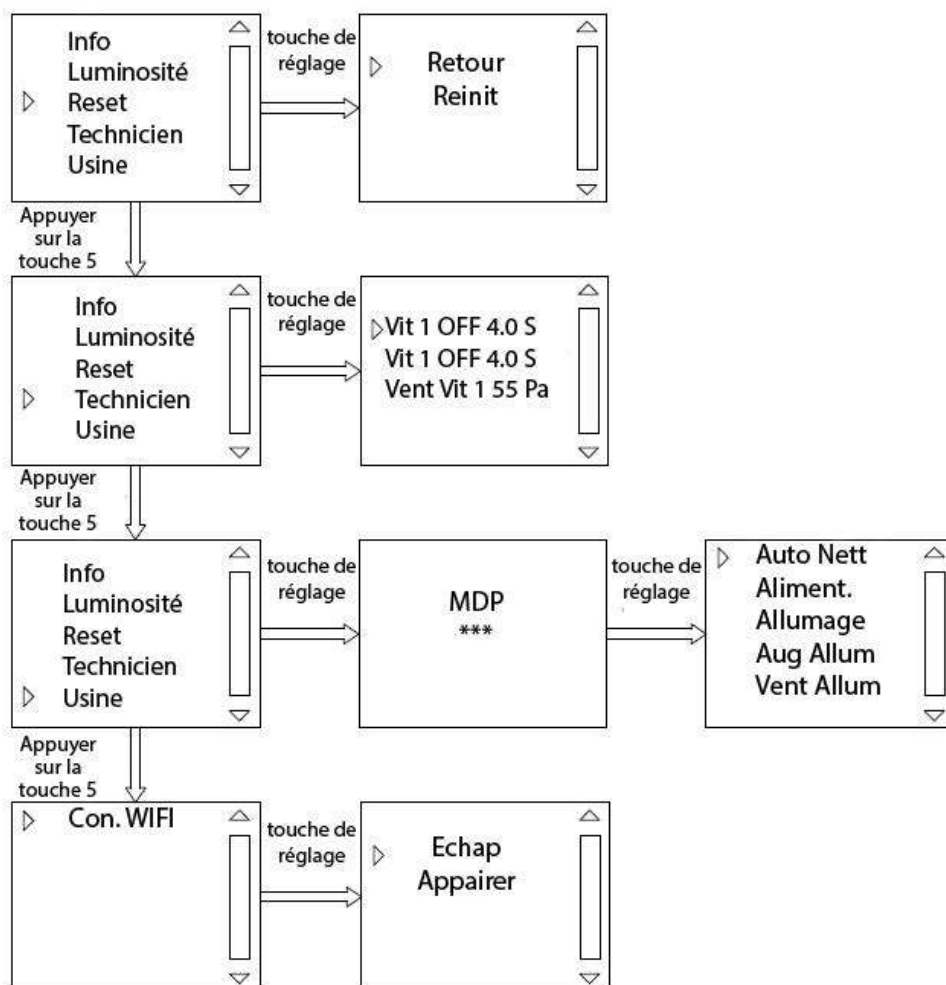 Info
Luminosité
Reset
Technicien
Usine
touche de
réglage
Retour
Reinit
Appuyer
sur la
touche 5
Info
Luminosité
Reset
Technicien
Usine
touche de
réglage
Vit 1 OFF 4.0 S
Vit 1 OFF 4.0 S
Vent Vit 1 55 Pa
Appuyer
sur la
touche 5
Info
Luminosité
Reset
Technicien
Usine
touche de
réglage
MDP
***
touche de
réglage
Auto Nett
Aliment.
Allumage
Aug Allum
Vent Allum
Appuyer
sur la
touche 5
Con. WIFI
touche de
réglage
Echap
Appairer